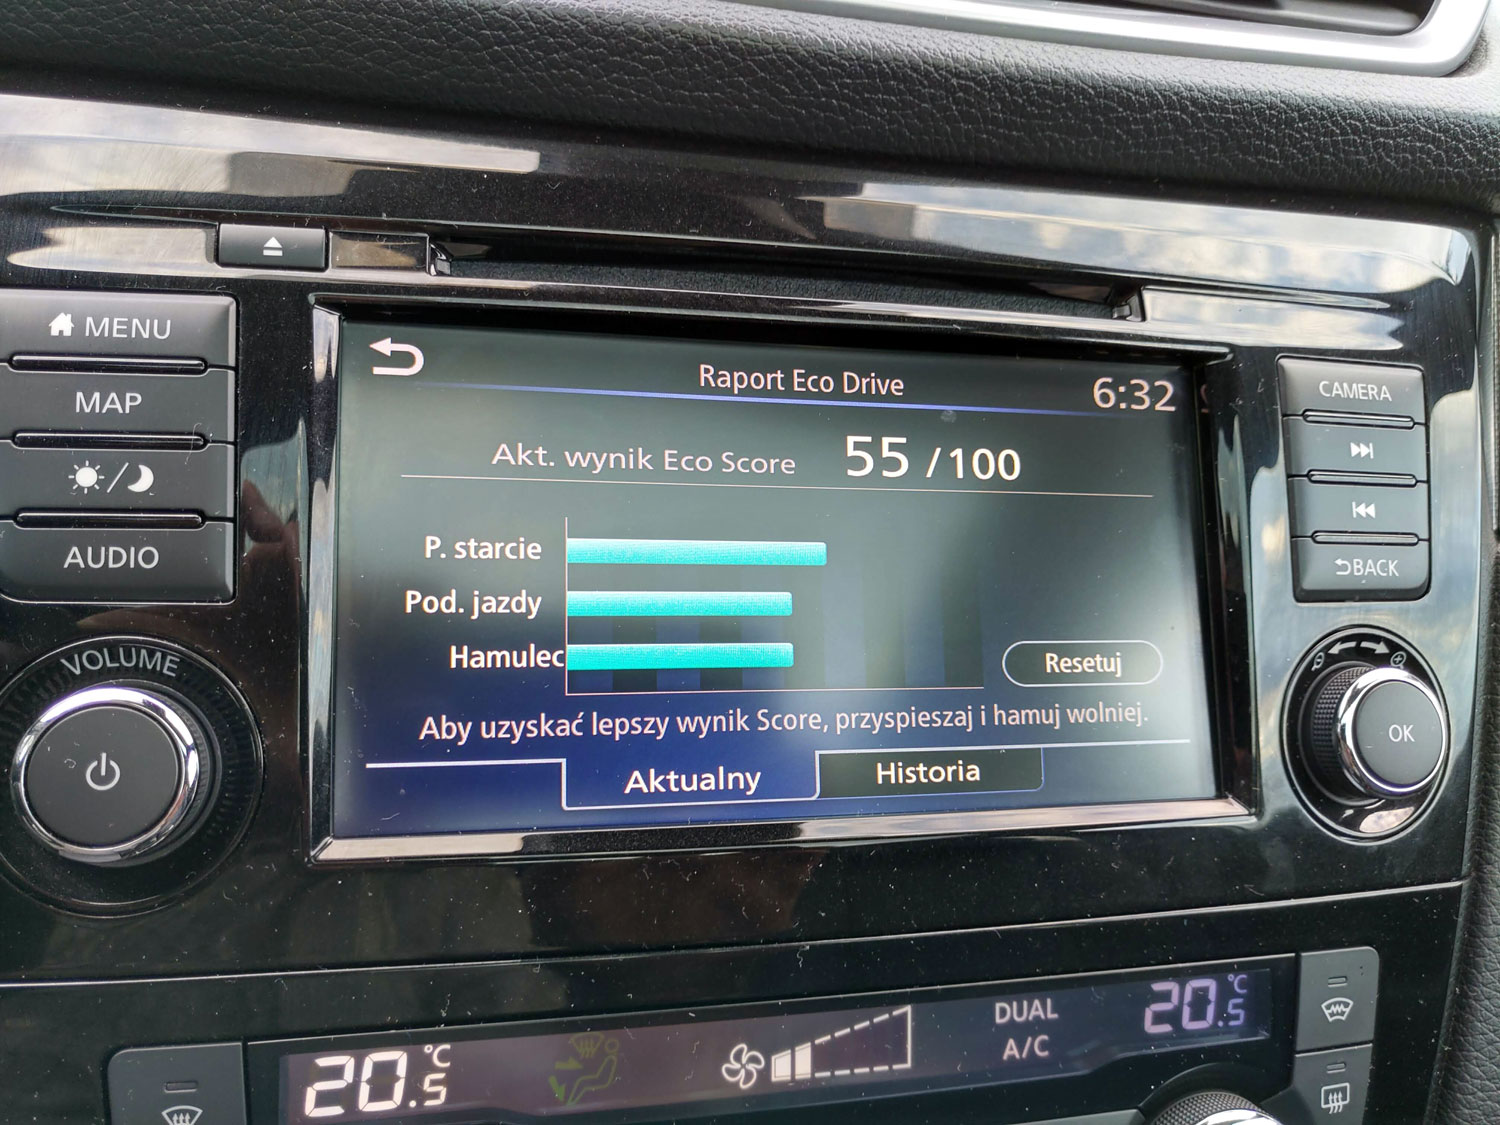 MENU
MAP
AUDIO
VOLUME
Raport Eco Drive
6:32
Akt. wynik Eco Score 55 /100
P. starcie
Pod. jazdy
Hamulec
Resetuj
Aby uzyskać lepszy wynik Score, przyspieszaj i hamuj wolniej.
Aktualny
Historia
CAMERA
BACK
OK
20.5 °C
DUAL
A/C
20.5 °C